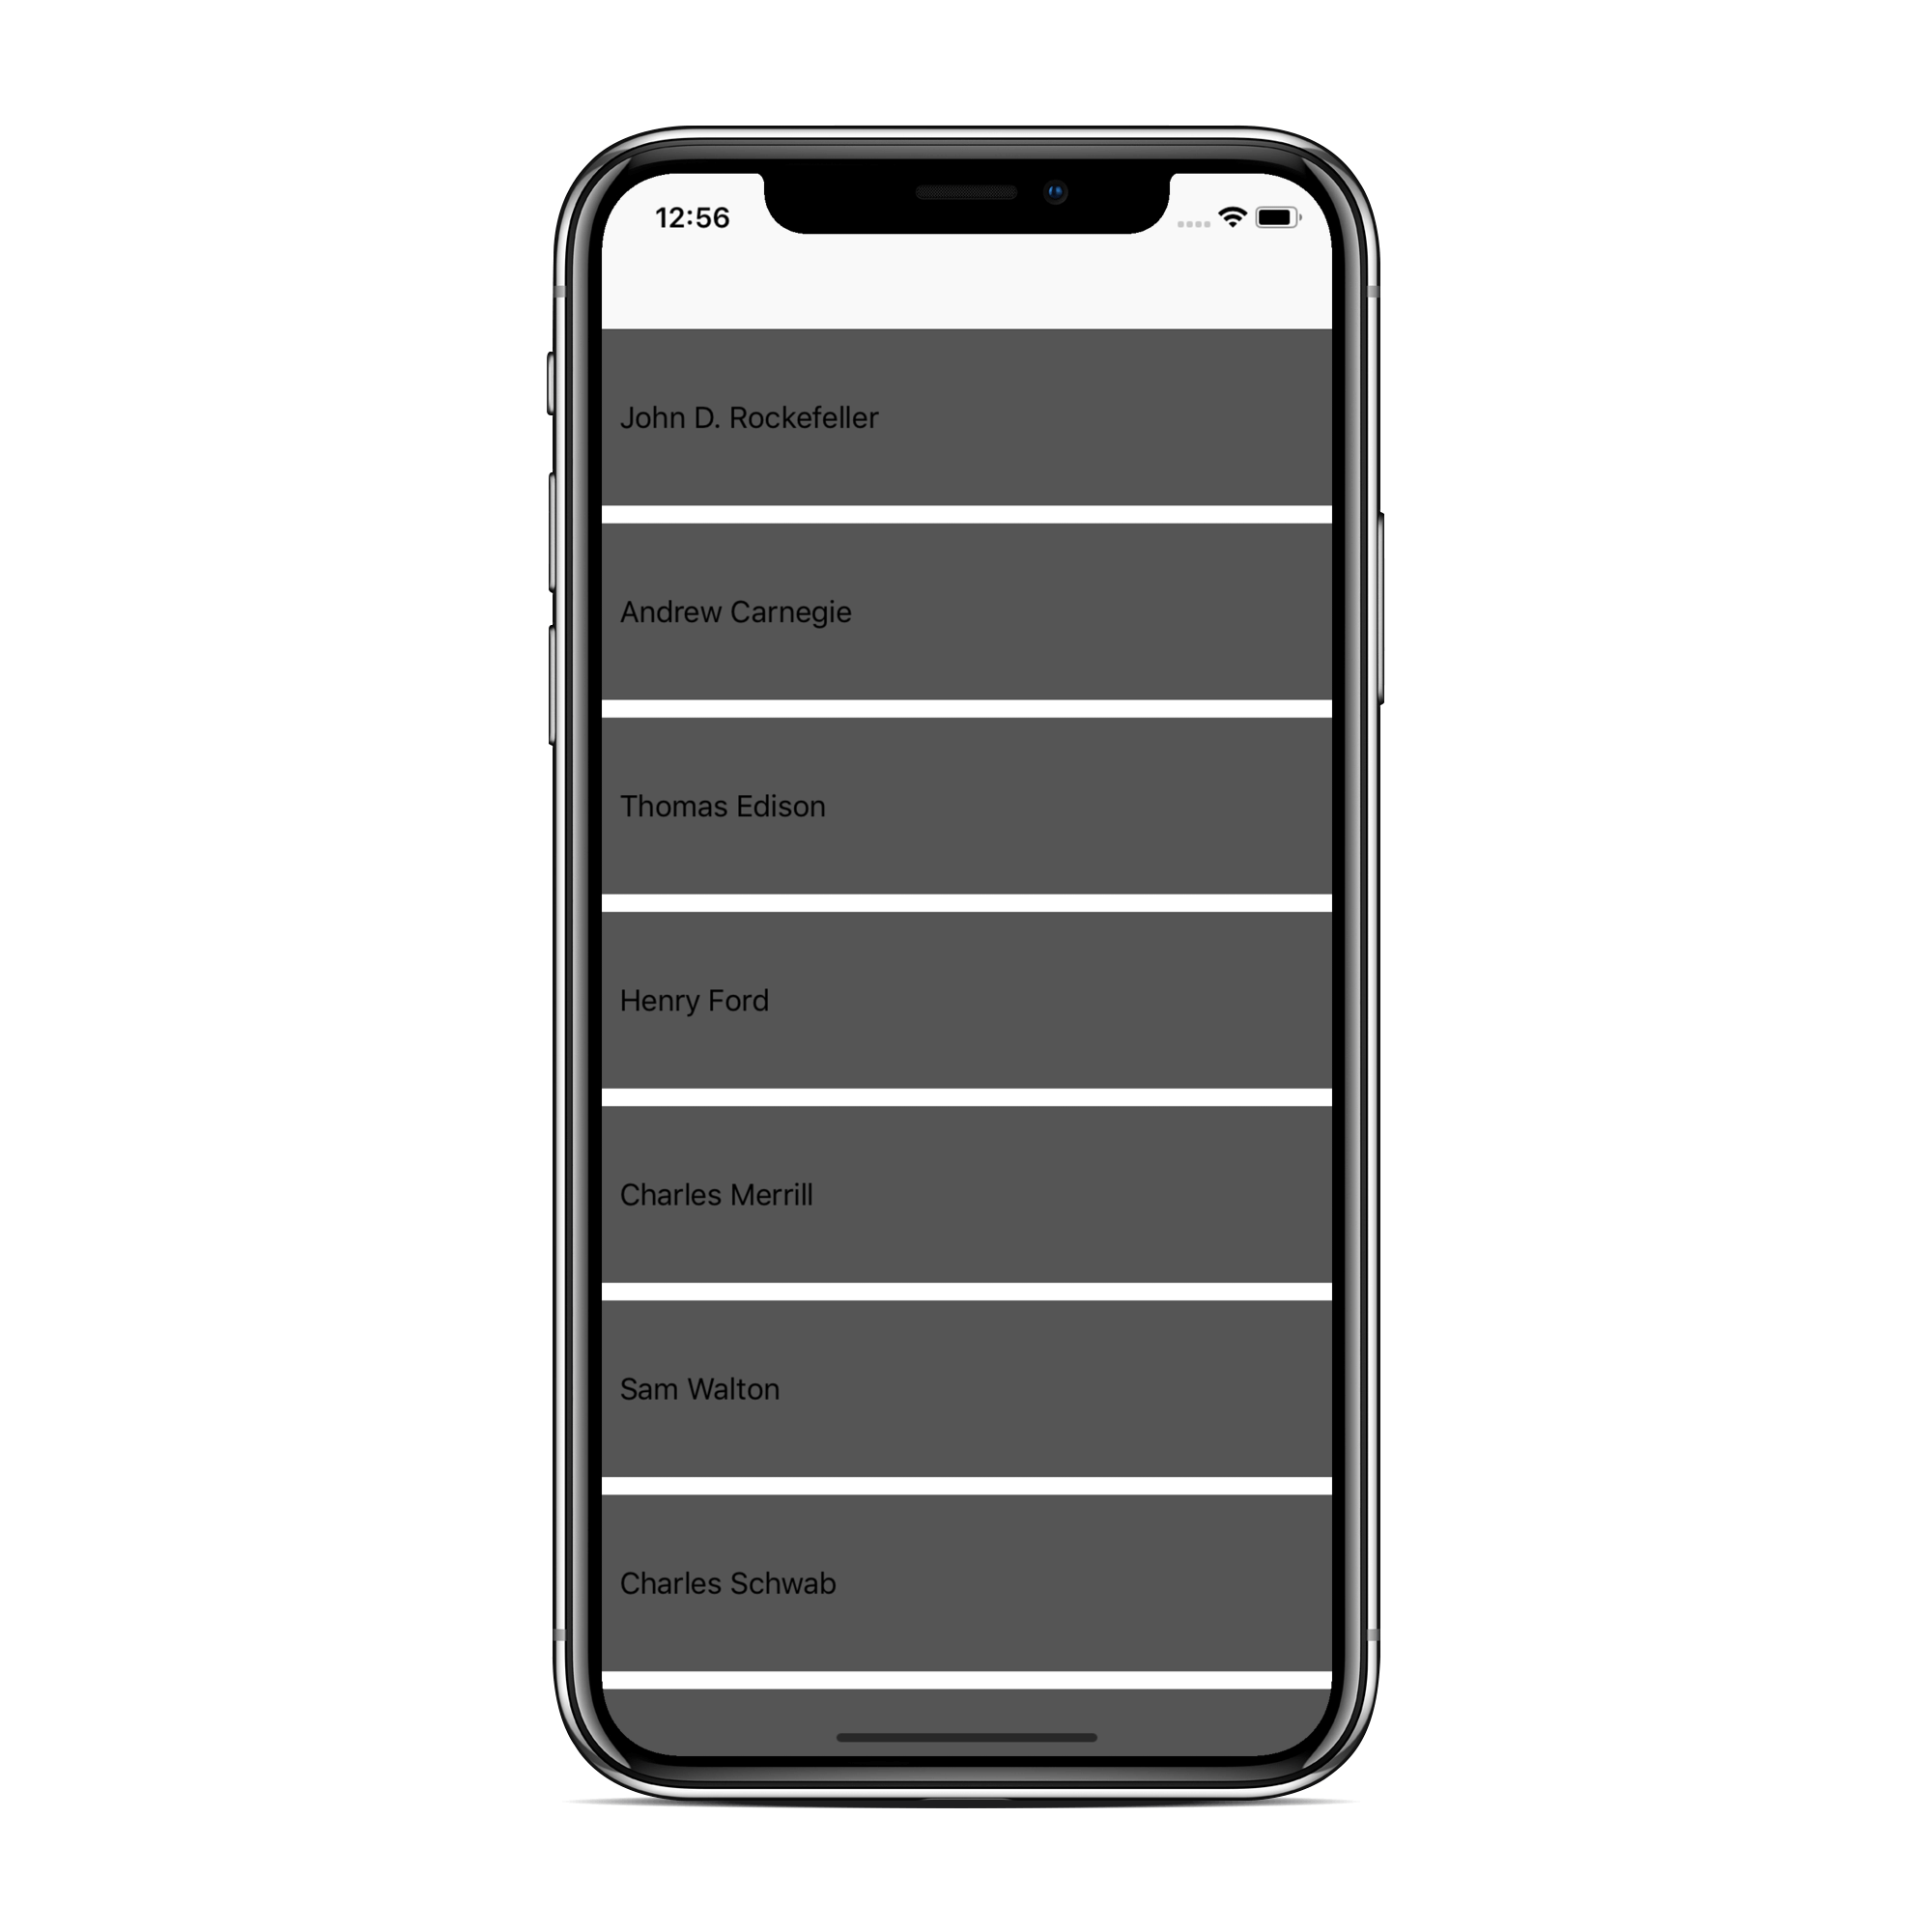 12:56
John D. Rockefeller
Andrew Carnegie
Thomas Edison
Henry Ford
Charles Merrill
Sam Walton
Charles Schwab